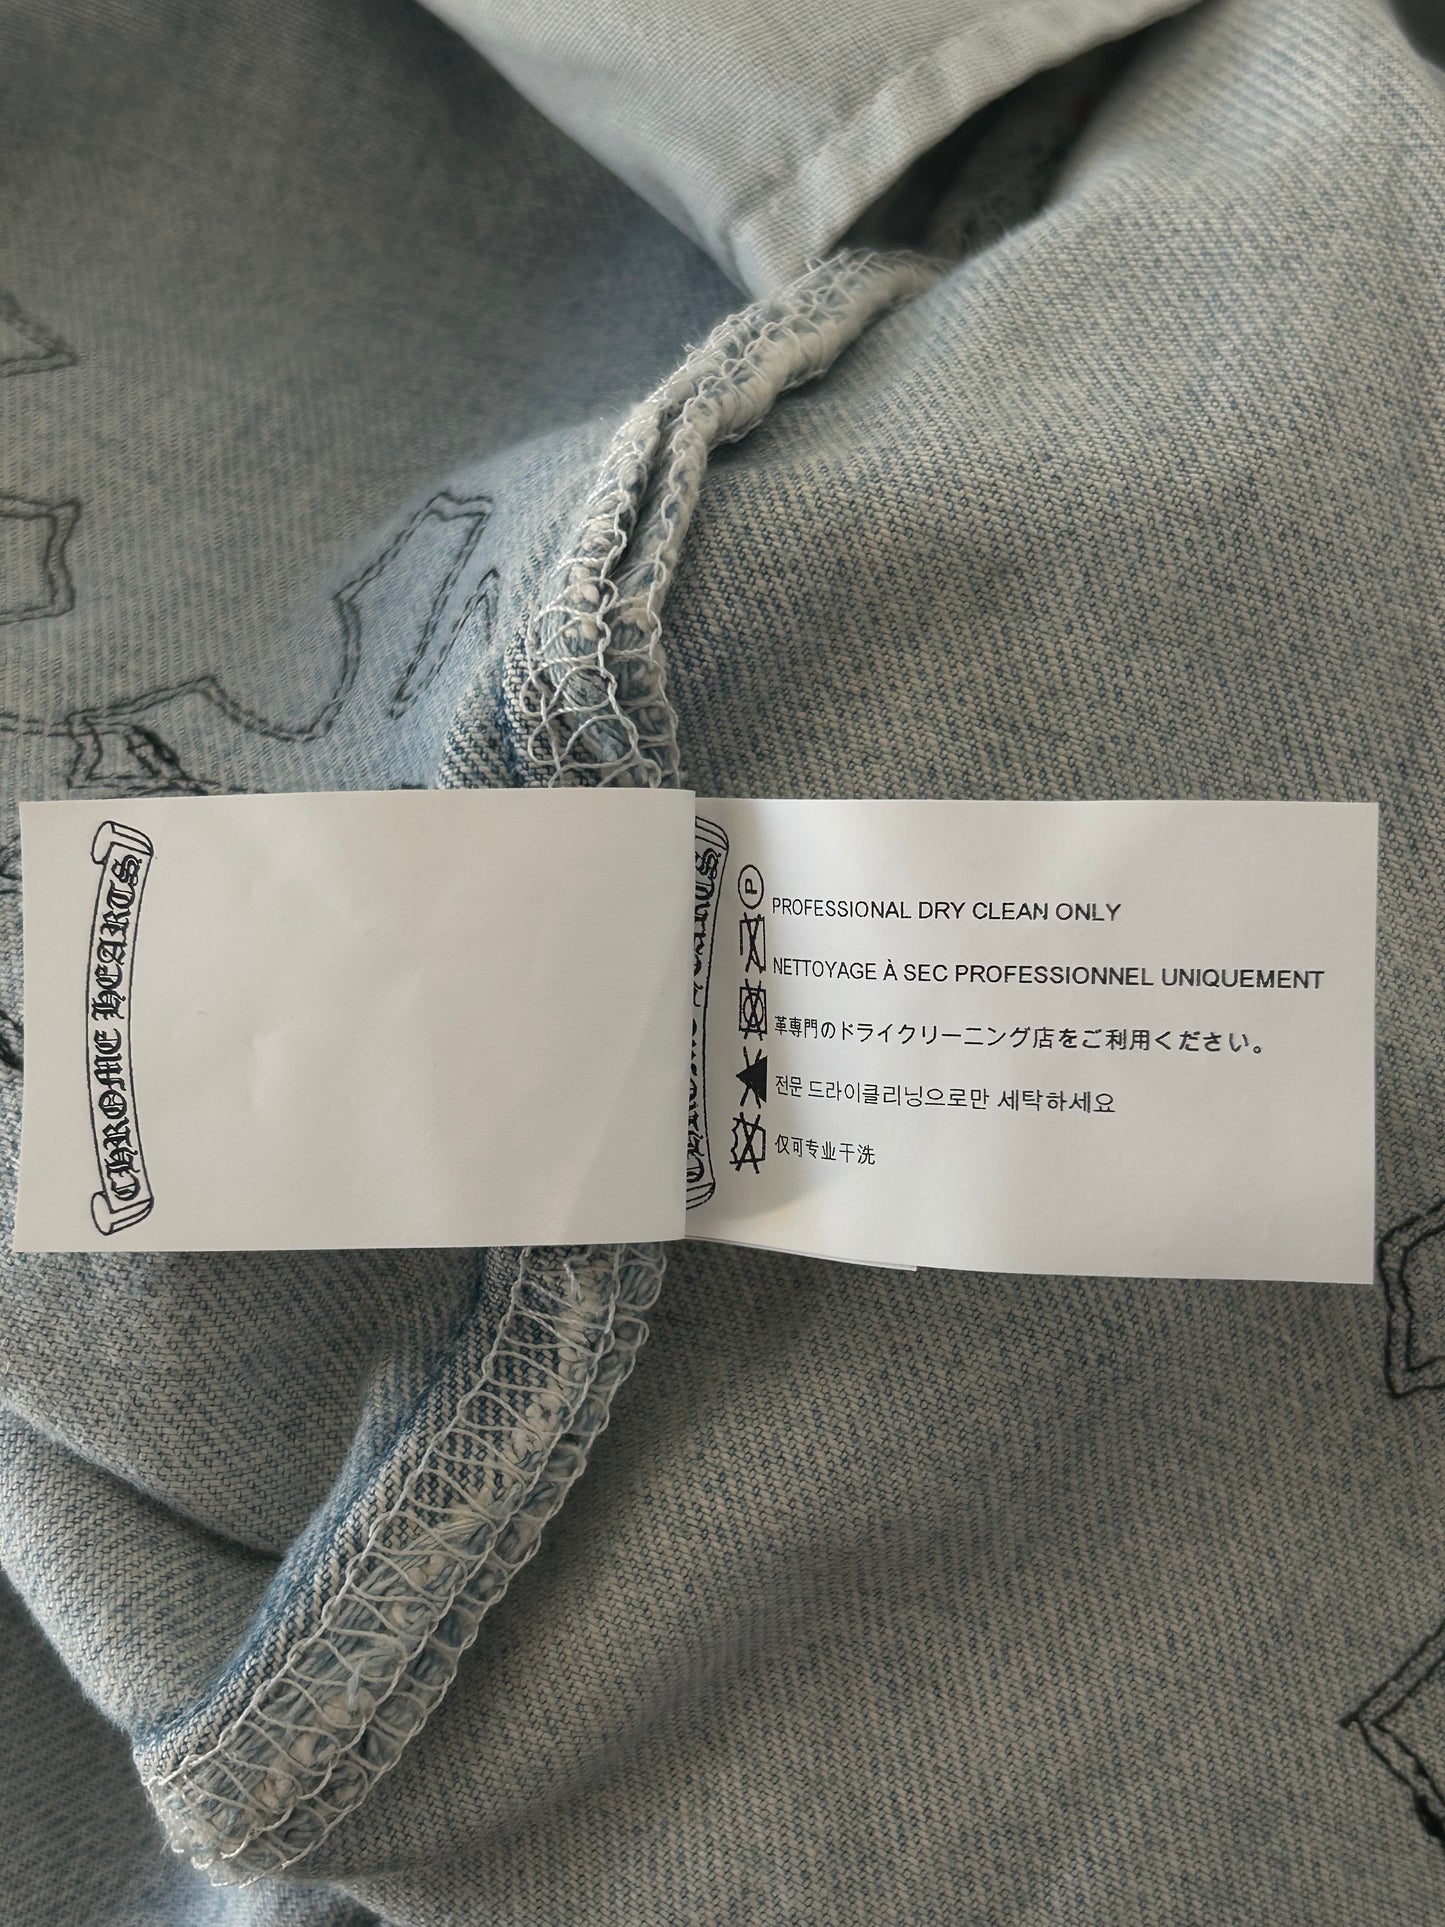 CHROME HEARTS
P
PROFESSIONAL DRY CLEAN ONLY
NETTOYAGE À SEC PROFESSIONNEL UNIQUEMENT
革専門のドライクリーニング店をご利用ください。
전문 드라이클리닝으로만 세탁하세요
仅可专业干洗